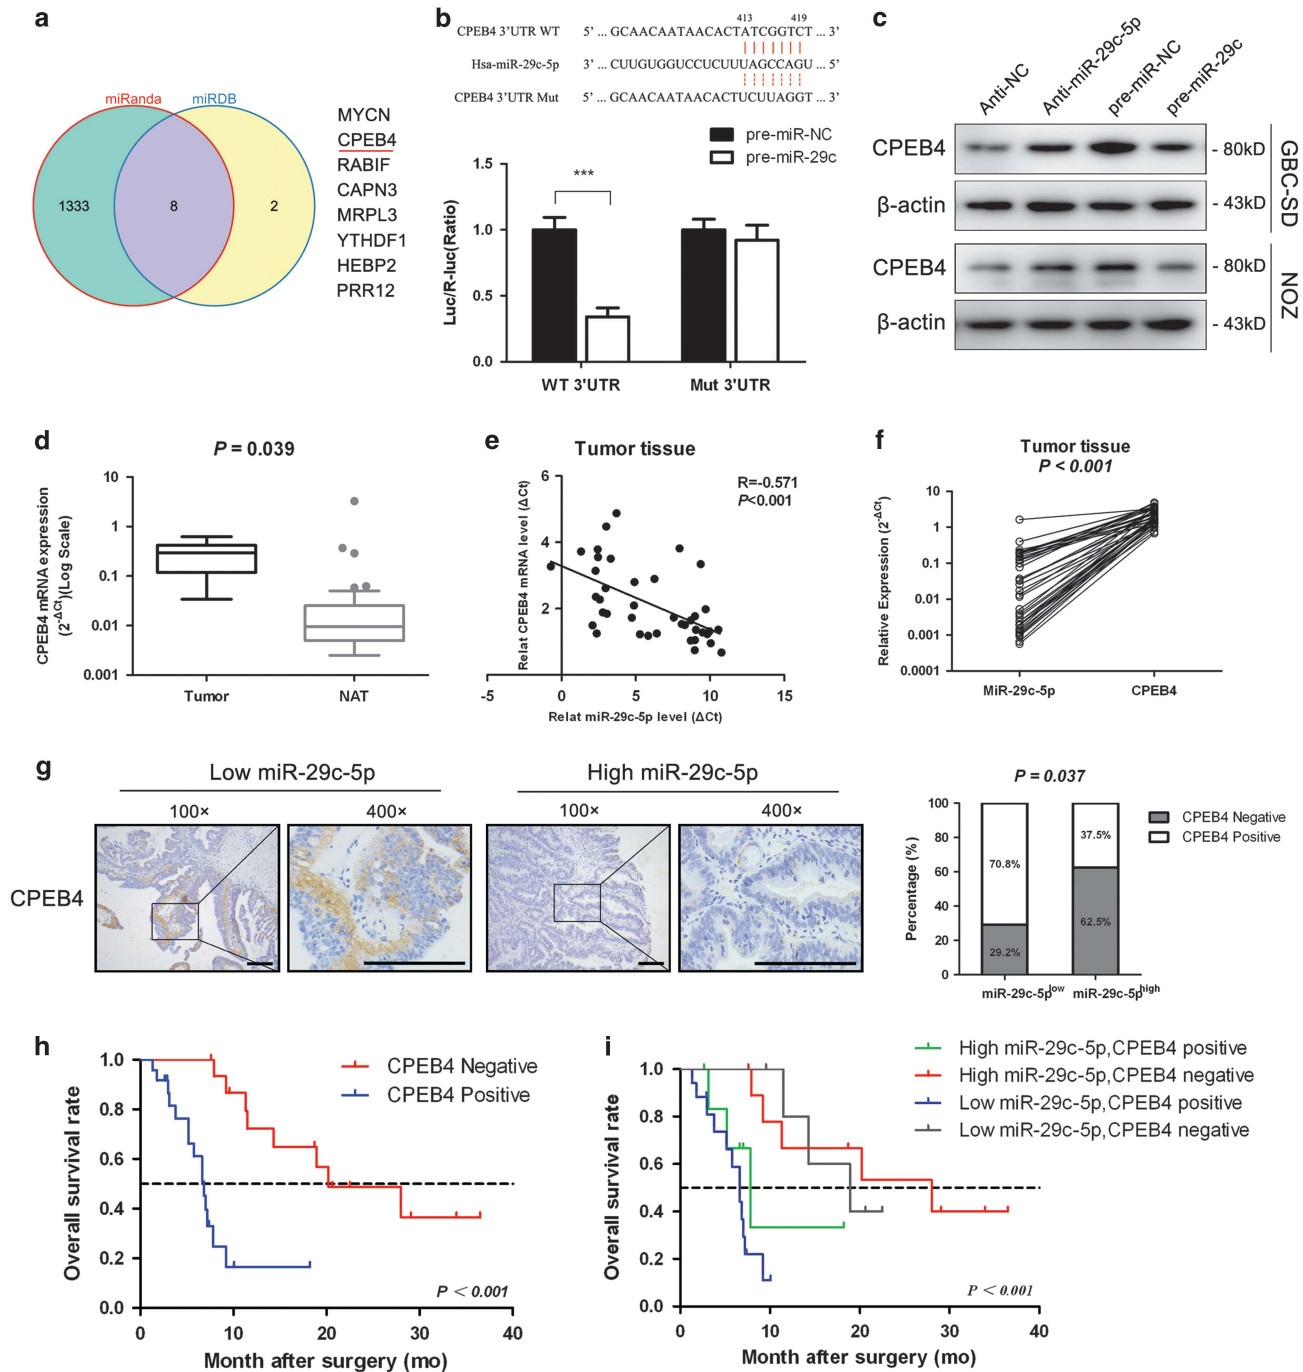 a
miRanda
miRDB
1333
8
2
MYCN
CPEB4
RABIF
CAPN3
MRPL3
YTHDF1
HEBP2
PRR12
b
413
419
CPEB4 3'UTR WT 5' ... GCAACAATAACACTATCGGTCT ... 3'
Hsa-miR-29c-5p 3' ... CUUGUGGUCCUCUUUAGCCAGU ... 5'
CPEB4 3'UTR Mut 5' ... GCAACAATAACACTUCUUAGGT ... 3'
pre-miR-NC
pre-miR-29c
Luc/R-luc(Ratio)
1.5
1.0
0.5
0.0
***
WT 3'UTR
Mut 3'UTR
c
Anti-NC
Anti-miR-29c-5p
pre-miR-NC
pre-miR-29c
CPEB4
- 80kD
β-actin
- 43kD
GBC-SD
CPEB4
- 80kD
β-actin
- 43kD
NOZ
d
P = 0.039
CPEB4 mRNA expression
(2-ΔCt)(Log Scale)
10
1
0.1
0.01
0.001
Tumor
NAT
e
Tumor tissue
R=-0.571
P<0.001
Relat CPEB4 mRNA level (ΔCt)
6
4
2
-5
0
5
10
15
Relat miR-29c-5p level (ΔCt)
f
Tumor tissue
P < 0.001
Relative Expression (2-ΔCt)
10
1
0.1
0.01
0.001
0.0001
MiR-29c-5p
CPEB4
g
Low miR-29c-5p
High miR-29c-5p
100×
400×
100×
400×
CPEB4
P = 0.037
Percentage (%)
100
80
60
40
20
0
70.8%
29.2%
37.5%
62.5%
miR-29c-5plow
miR-29c-5phigh
CPEB4 Negative
CPEB4 Positive
h
Overall survival rate
1.0
0.8
0.6
0.4
0.2
0.0
CPEB4 Negative
CPEB4 Positive
P < 0.001
0
10
20
30
40
Month after surgery (mo)
i
Overall survival rate
1.0
0.8
0.6
0.4
0.2
0.0
High miR-29c-5p,CPEB4 positive
High miR-29c-5p,CPEB4 negative
Low miR-29c-5p,CPEB4 positive
Low miR-29c-5p,CPEB4 negative
P < 0.001
0
10
20
30
40
Month after surgery (mo)